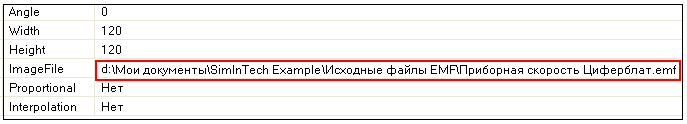 Angle 0
Width 120
Height 120
ImageFile d:\Мои документы\SimInTech Example\Исходные файлы EMF\Приборная скорость Циферблат.emf
Proportional Нет
Interpolation Нет